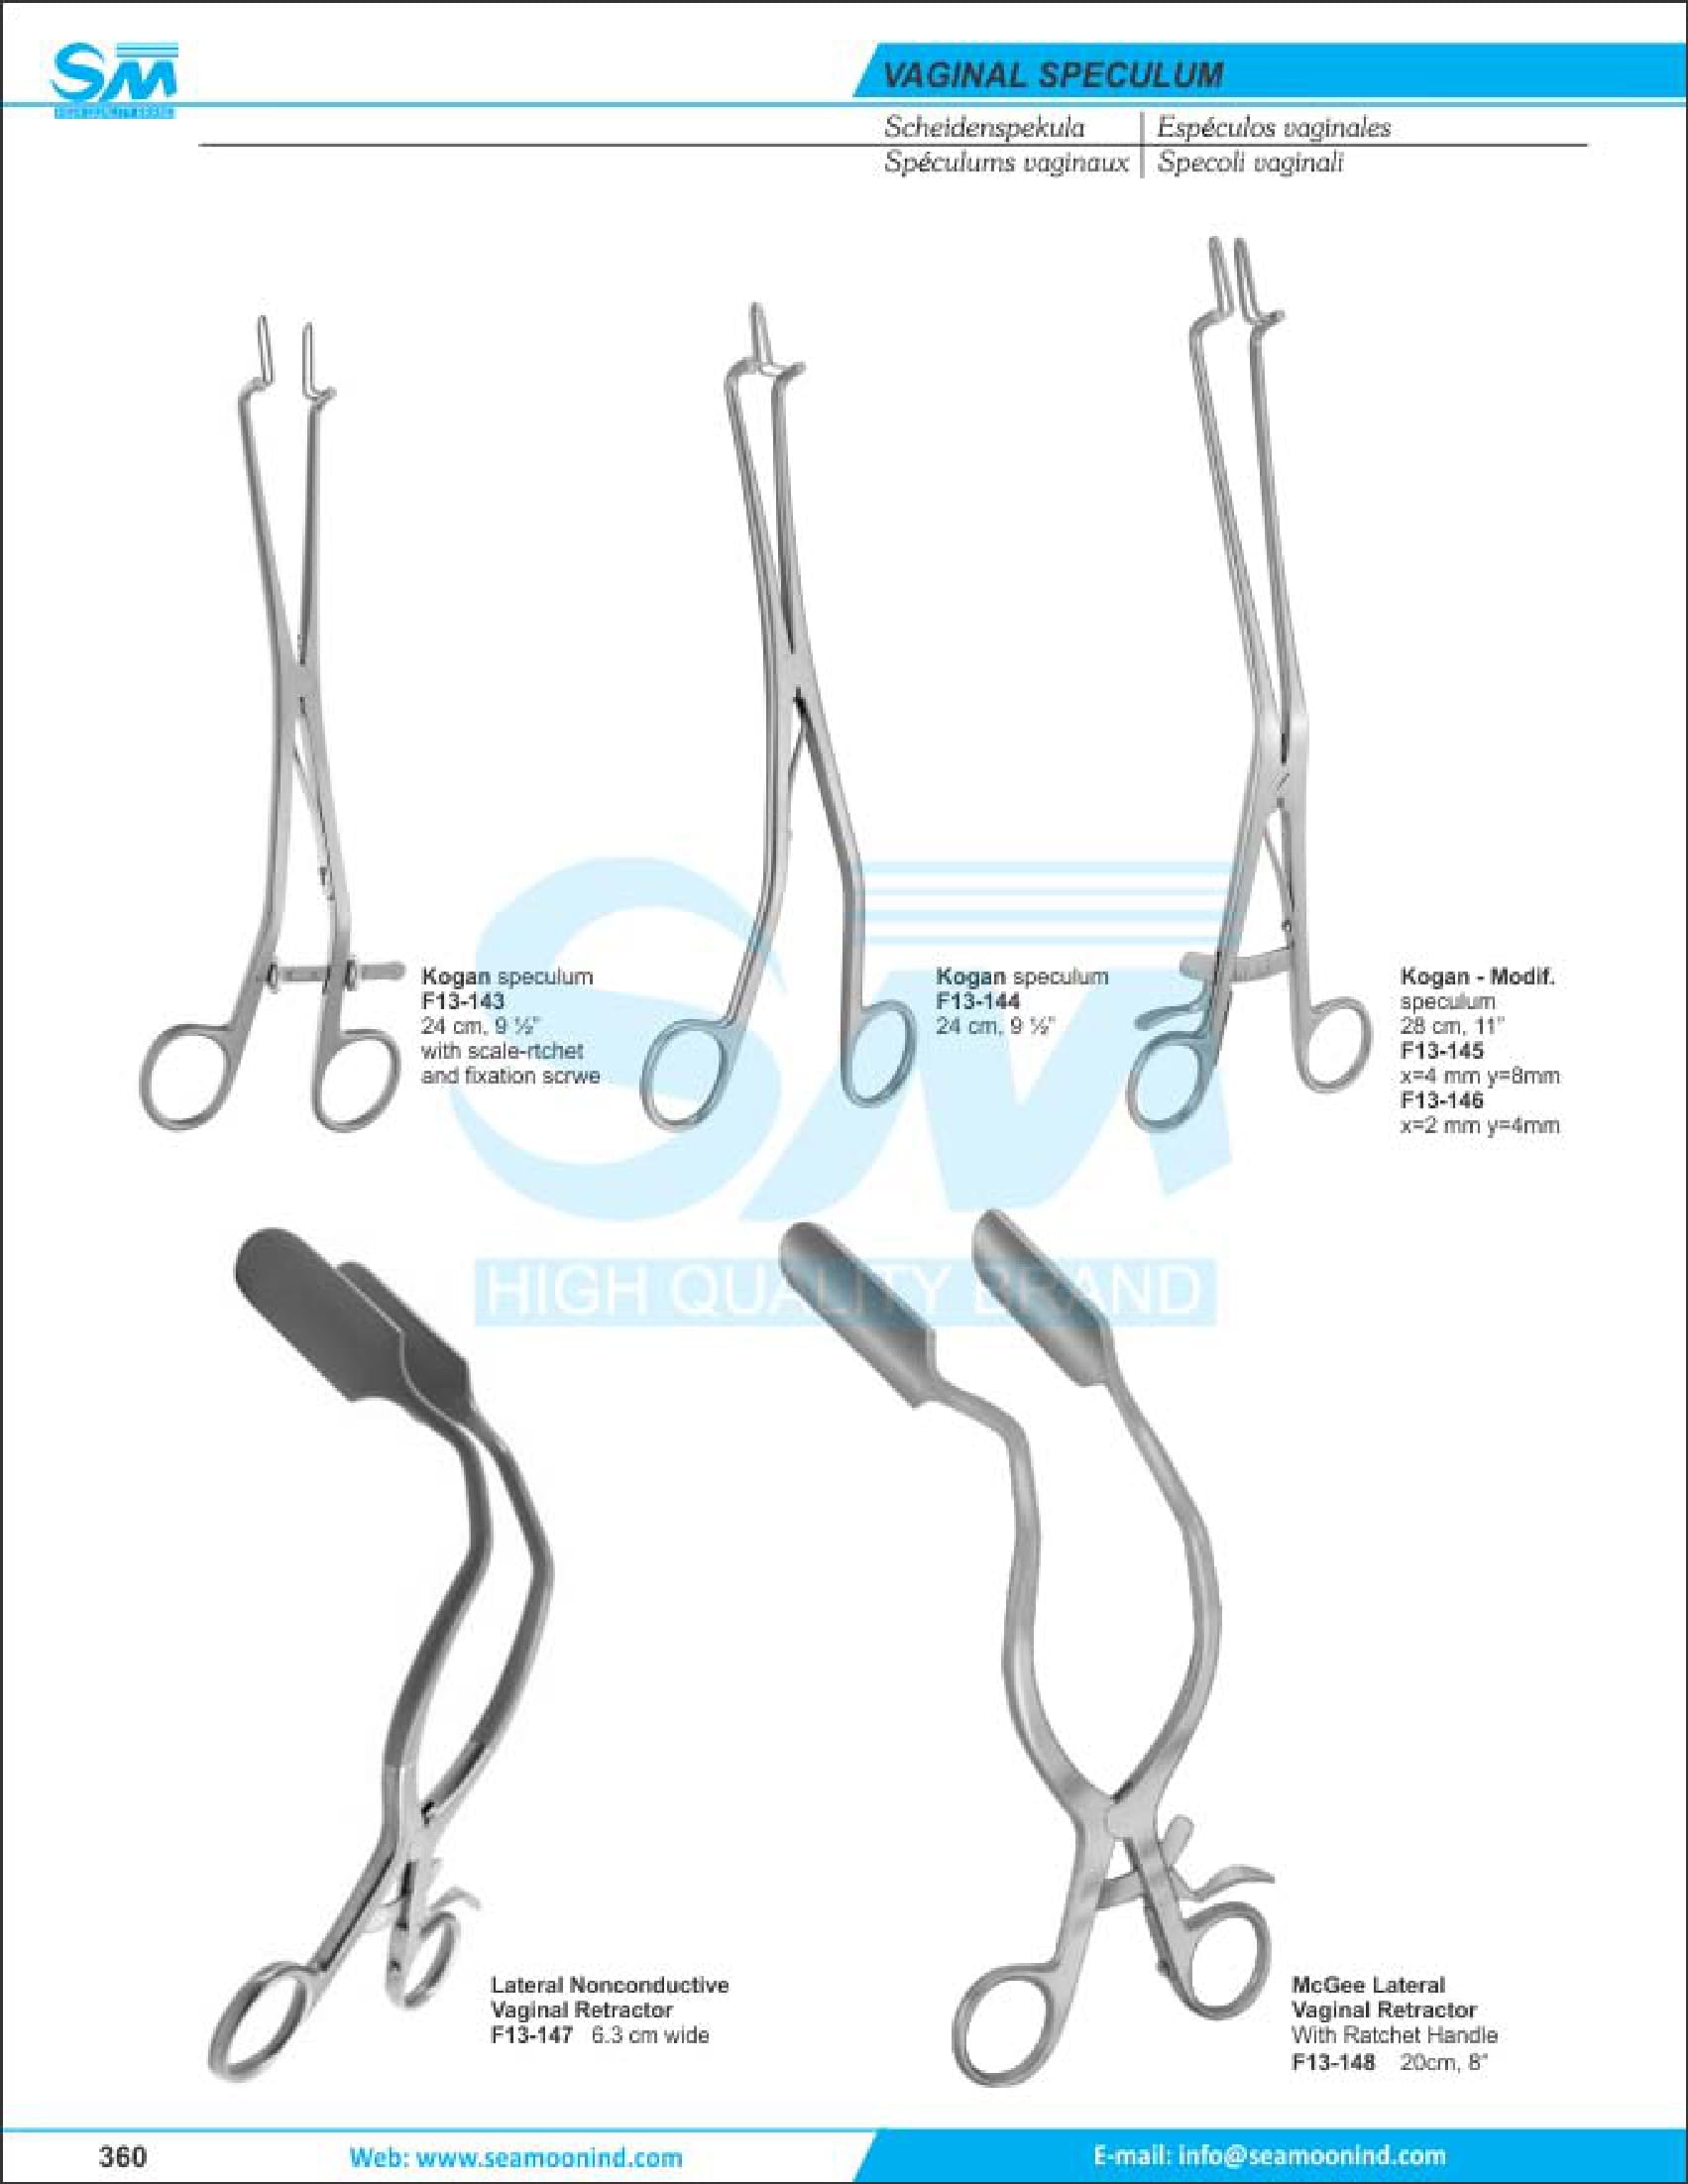 SM
VAGINAL SPECULUM
Scheidenspekula
Espéculos vaginales
Spéculums vaginaux
Specoli vaginali
Kogan speculum
F13-143
24 cm, 9 ½"
with scale-rtchet
and fixation scrwe
Kogan speculum
F13-144
24 cm, 9 ½"
Kogan - Modif.
speculum
28 cm, 11"
F13-145
x=4 mm y=8mm
F13-146
x=2 mm y=4mm
SM
HIGH QUALITY BRAND
Lateral Nonconductive
Vaginal Retractor
F13-147 6.3 cm wide
McGee Lateral
Vaginal Retractor
With Ratchet Handle
F13-148 20cm, 8"
360
Web: www.seamoonind.com
E-mail: info@seamoonind.com